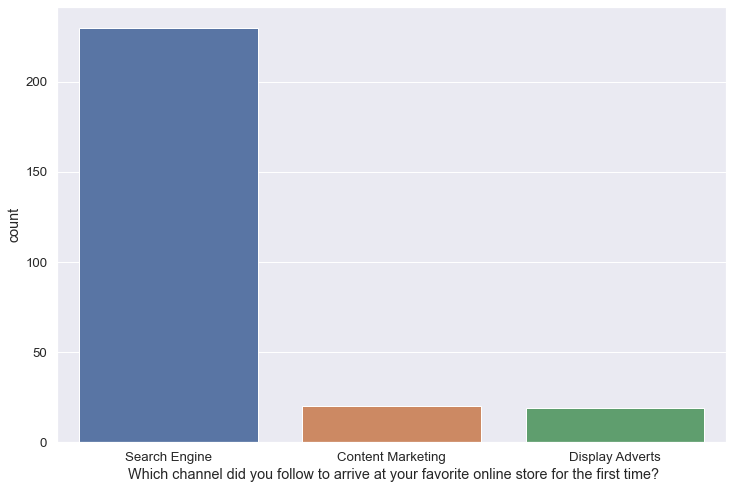 200
150
100
50
0
count
Search Engine
Content Marketing
Display Adverts
Which channel did you follow to arrive at your favorite online store for the first time?